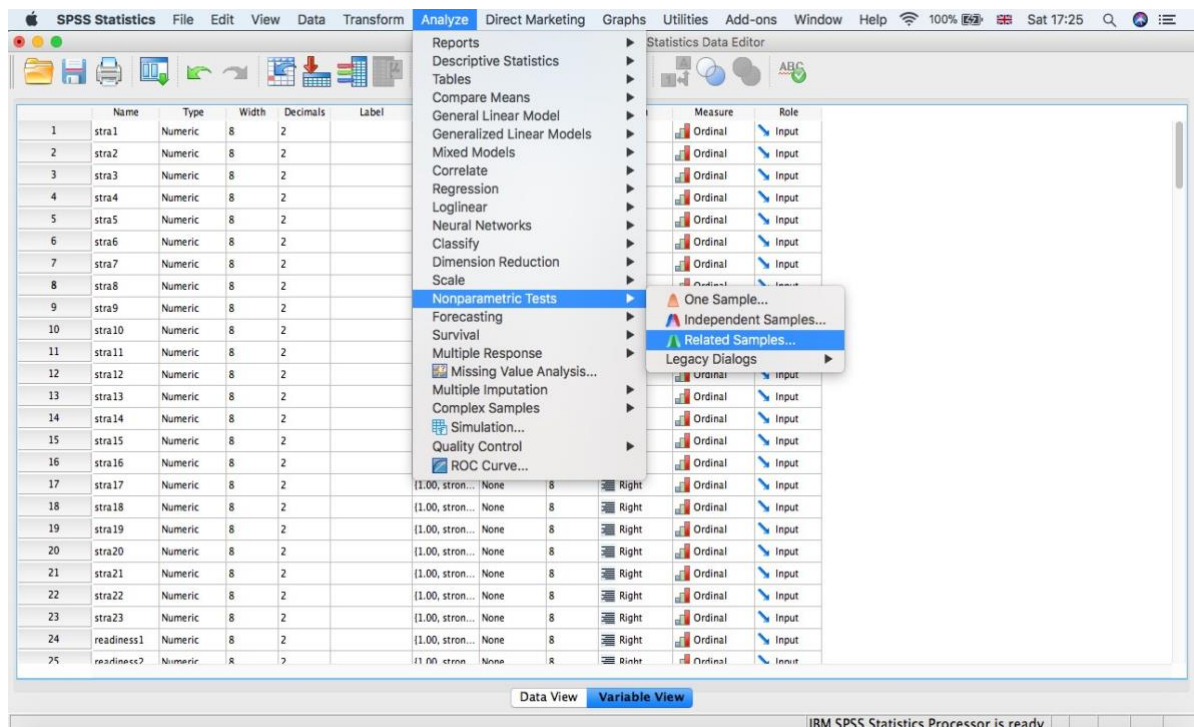 SPSS Statistics File Edit View Data Transform Analyze Direct Marketing Graphs Utilities Add-ons Window Help 100% Sat 17:25
Statistics Data Editor
Reports
Descriptive Statistics
Tables
Compare Means
General Linear Model
Generalized Linear Models
Mixed Models
Correlate
Regression
Loglinear
Neural Networks
Classify
Dimension Reduction
Scale
Nonparametric Tests
Forecasting
Survival
Multiple Response
Missing Value Analysis...
Multiple Imputation
Complex Samples
Simulation...
Quality Control
ROC Curve...
One Sample...
Independent Samples...
Related Samples...
Legacy Dialogs
Name Type Width Decimals Label Measure Role
1 stra1 Numeric 8 2 Ordinal Input
2 stra2 Numeric 8 2 Ordinal Input
3 stra3 Numeric 8 2 Ordinal Input
4 stra4 Numeric 8 2 Ordinal Input
5 stra5 Numeric 8 2 Ordinal Input
6 stra6 Numeric 8 2 Ordinal Input
7 stra7 Numeric 8 2 Ordinal Input
8 stra8 Numeric 8 2
9 stra9 Numeric 8 2
10 stra10 Numeric 8 2
11 stra11 Numeric 8 2
12 stra12 Numeric 8 2 Ordinal Input
13 stra13 Numeric 8 2 Ordinal Input
14 stra14 Numeric 8 2 Ordinal Input
15 stra15 Numeric 8 2 Ordinal Input
16 stra16 Numeric 8 2 Ordinal Input
17 stra17 Numeric 8 2 {1.00, stron... None 8 Right Ordinal Input
18 stra18 Numeric 8 2 {1.00, stron... None 8 Right Ordinal Input
19 stra19 Numeric 8 2 {1.00, stron... None 8 Right Ordinal Input
20 stra20 Numeric 8 2 {1.00, stron... None 8 Right Ordinal Input
21 stra21 Numeric 8 2 {1.00, stron... None 8 Right Ordinal Input
22 stra22 Numeric 8 2 {1.00, stron... None 8 Right Ordinal Input
23 stra23 Numeric 8 2 {1.00, stron... None 8 Right Ordinal Input
24 readiness1 Numeric 8 2 {1.00, stron... None 8 Right Ordinal Input
25 readiness2 Numeric 8 2 {1.00, stron... None 8 Right Ordinal Input
Data View Variable View
IBM SPSS Statistics Processor is ready